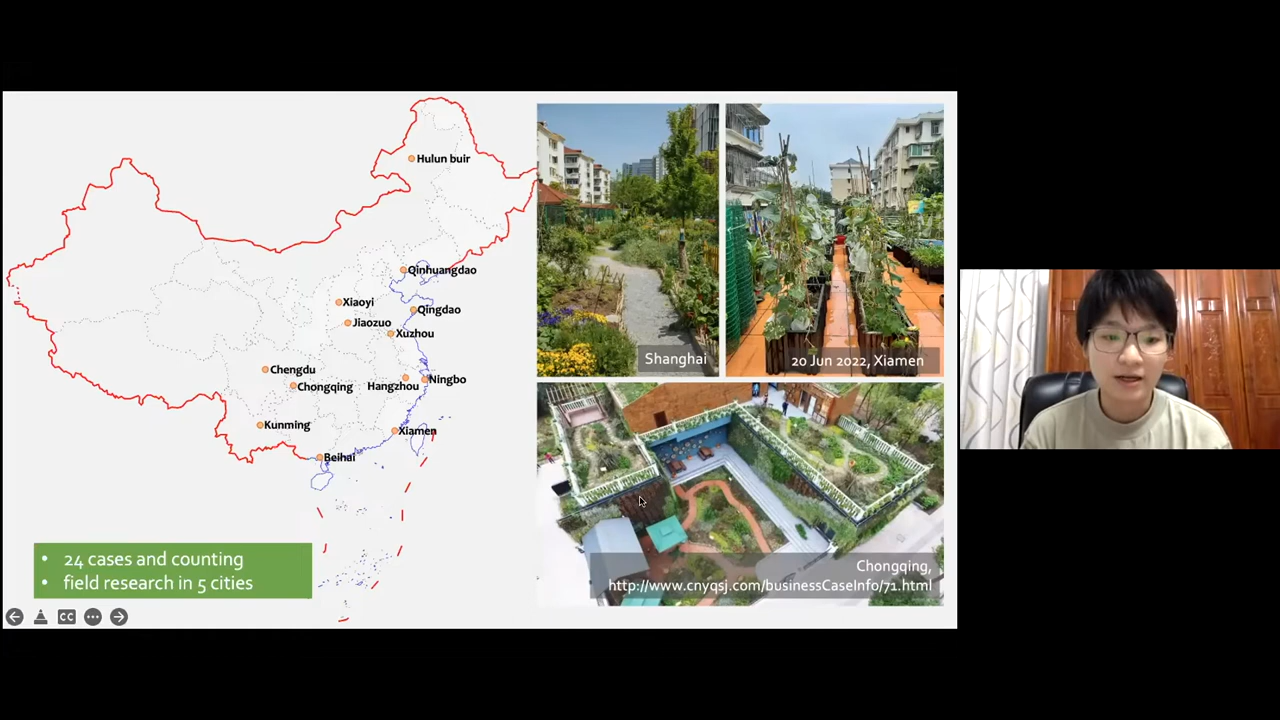 Hulun buir
Qinhuangdao
Xiaoyi
Qingdao
Jiaozuo
Xuzhou
Chengdu
Chongqing
Hangzhou
Ningbo
Kunming
Xiamen
Beihai
• 24 cases and counting
• field research in 5 cities
Shanghai
20 Jun 2022, Xiamen
Chongqing,
http://www.cnyqsj.com/businessCaseInfo/71.html
CC